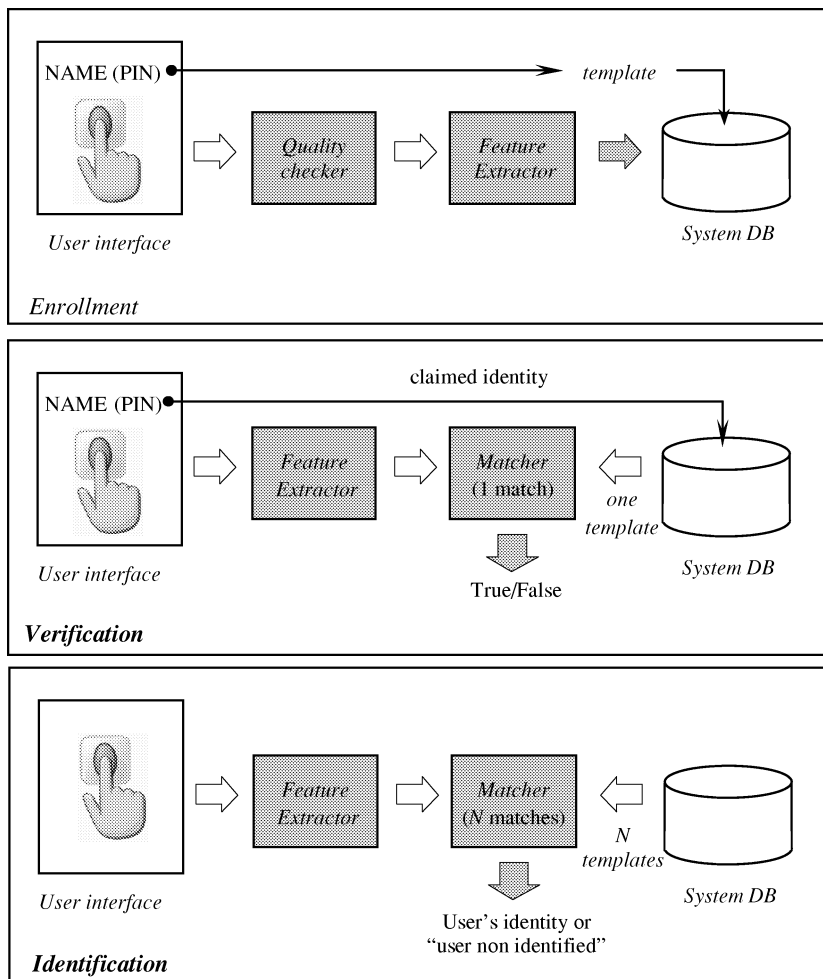 NAME (PIN)
template
Quality
checker
Feature
Extractor
User interface
System DB
Enrollment
claimed identity
NAME (PIN)
Feature
Extractor
Matcher
(1 match)
one
template
User interface
True/False
System DB
Verification
Feature
Extractor
Matcher
(N matches)
N
templates
User interface
System DB
User's identity or
“user non identified”
Identification